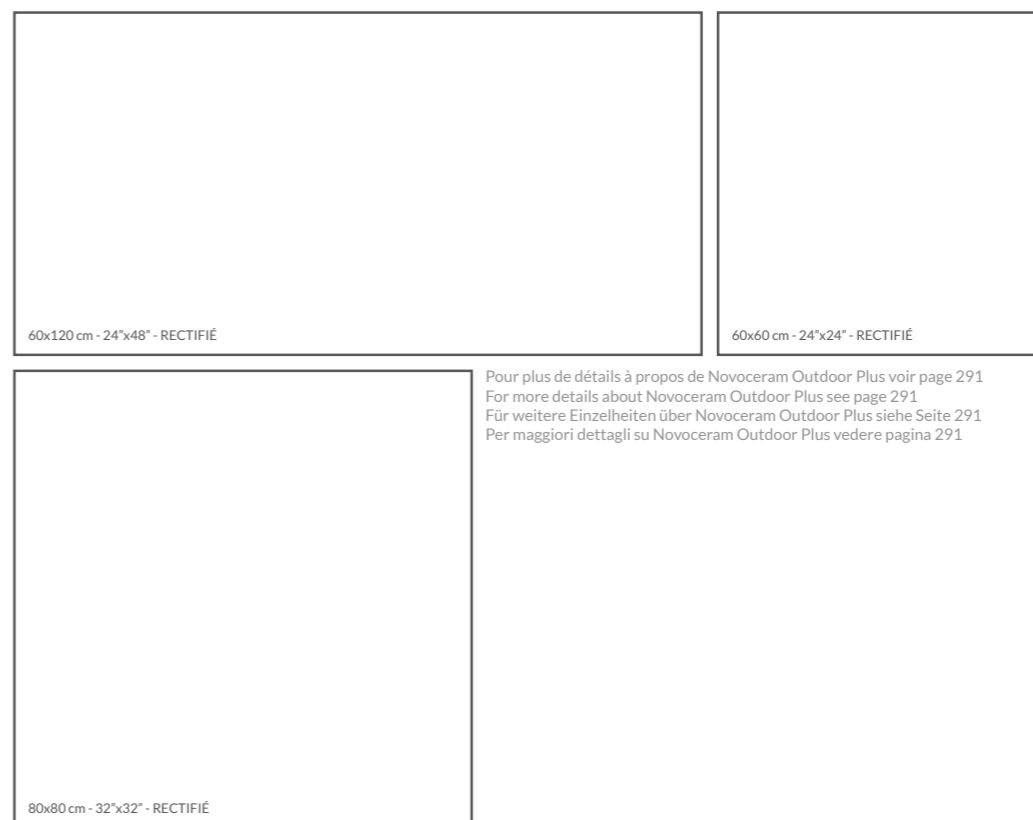 60x120 cm - 24”x48” - RECTIFIÉ
60x60 cm - 24”x24” - RECTIFIÉ
Pour plus de détails à propos de Novoceram Outdoor Plus voir page 291
For more details about Novoceram Outdoor Plus see page 291
Für weitere Einzelheiten über Novoceram Outdoor Plus siehe Seite 291
Per maggiori dettagli su Novoceram Outdoor Plus vedere pagina 291
80x80 cm - 32”x32” - RECTIFIÉ